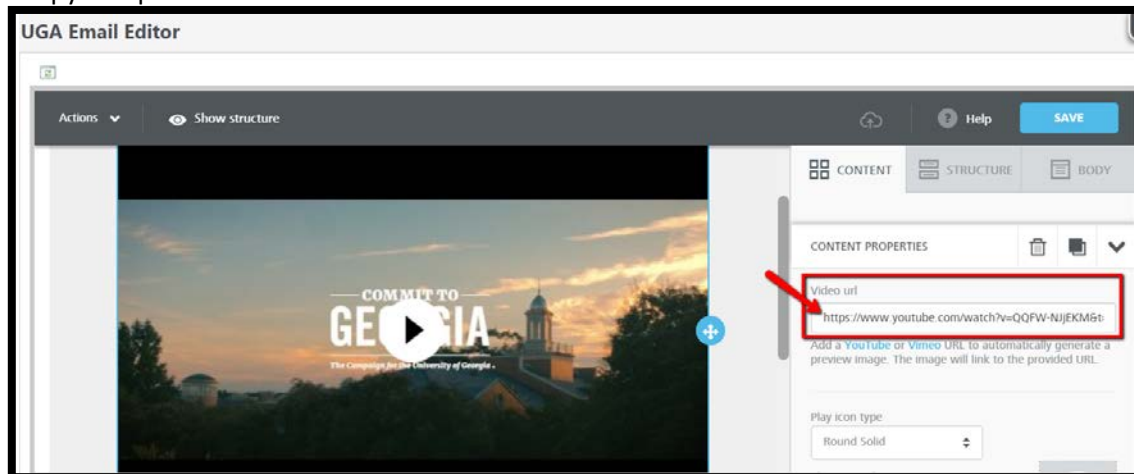 UGA Email Editor
Actions
Show structure
Help
SAVE
CONTENT
STRUCTURE
BODY
COMMIT TO
GEORGIA
The Campaign for the University of Georgia
CONTENT PROPERTIES
Video url
https://www.youtube.com/watch?v=QQFW-NJjEKM&t
Add a YouTube or Vimeo URL to automatically generate a
preview image. The image will link to the provided URL.
Play icon type
Round Solid